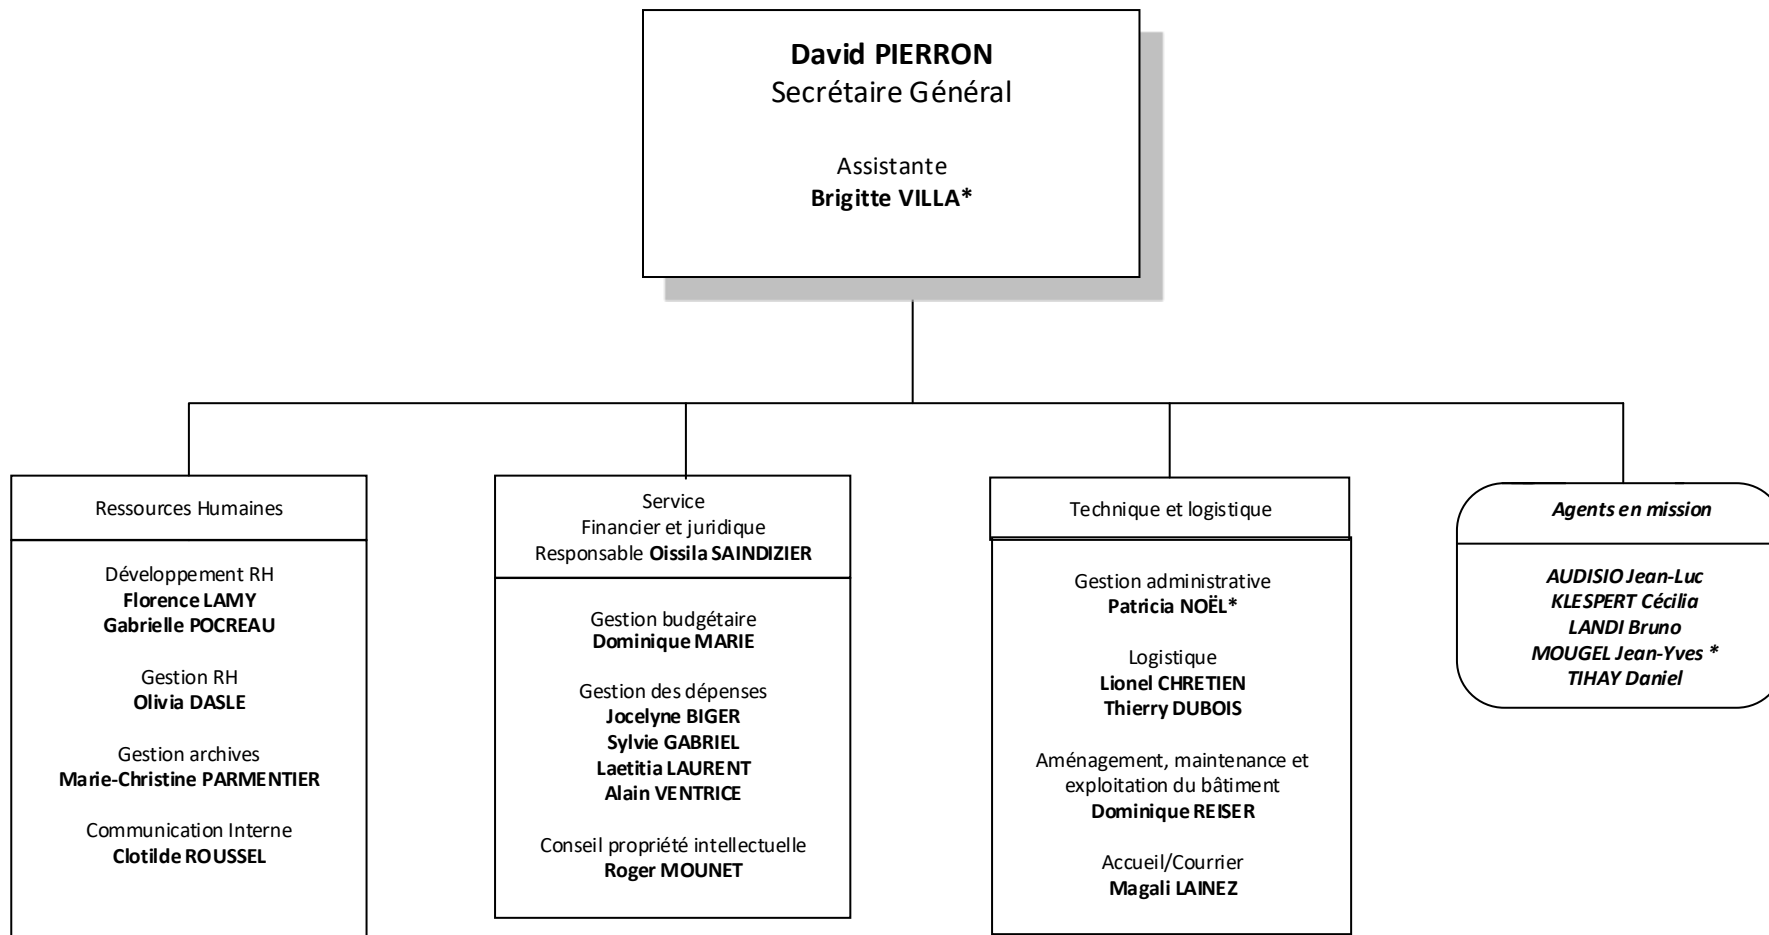 David PIERRON
Secrétaire Général
Assistante
Brigitte VILLA*
Ressources Humaines
Développement RH
Florence LAMY
Gabrielle POCREAU
Gestion RH
Olivia DASLE
Gestion archives
Marie-Christine PARMENTIER
Communication Interne
Clotilde ROUSSEL
Service
Financier et juridique
Responsable Oissila SAINDIZIER
Gestion budgétaire
Dominique MARIE
Gestion des dépenses
Jocelyne BIGER
Sylvie GABRIEL
Laetitia LAURENT
Alain VENTRICE
Conseil propriété intellectuelle
Roger MOUNET
Technique et logistique
Gestion administrative
Patricia NOËL*
Logistique
Lionel CHRETIEN
Thierry DUBOIS
Aménagement, maintenance et
exploitation du bâtiment
Dominique REISER
Accueil/Courrier
Magali LAINEZ
Agents en mission
AUDISIO Jean-Luc
KLESPERT Cécilia
LANDI Bruno
MOUGEL Jean-Yves *
TIHAY Daniel